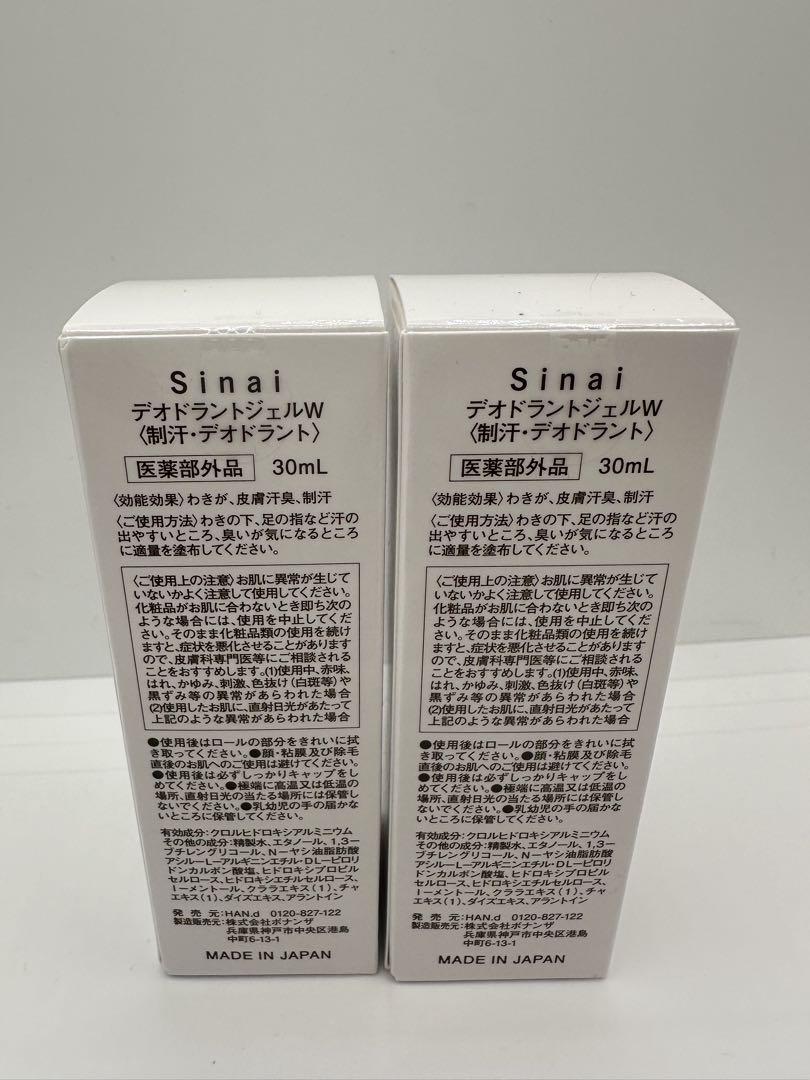 Sinai
デオドラントジェルW
〈制汗・デオドラント〉
医薬部外品 30mL
〈効能効果〉わきが、皮膚汗臭、制汗
〈ご使用方法〉わきの下、足の指など汗の
出やすいところ、臭いが気になるところ
に適量を塗布してください。
〈ご使用上の注意〉お肌に異常が生じて
いないかよく注意して使用してください。
化粧品がお肌に合わないとき即ち次の
ような場合には、使用を中止してくださ
い。そのまま化粧品類の使用を続け
ますと、症状を悪化させることがあります
ので、皮膚科専門医等にご相談される
ことをおすすめします。(1)使用中、赤味、
はれ、かゆみ、刺激、色抜け(白斑等)や
黒ずみ等の異常があらわれた場合
(2)使用したお肌に、直射日光があたって
上記のような異常があらわれた場合
●使用後はロールの部分をきれいに拭
き取ってください。●顔・粘膜及び除毛
直後のお肌へのご使用は避けてください。
●使用後は必ずしっかりキャップをし
めてください。●極端に高温又は低温の
場所、直射日光の当たる場所には保管し
ないでください。●乳幼児の手の届かな
いところに保管してください。
有効成分:クロルヒドロキシアルミニウム
その他の成分:精製水、エタノール、1,3-
ブチレングリコール、N-ヤシ油脂肪酸
アシル-L-アルギニンエチル・DL-ピロリ
ドンカルボン酸塩、ヒドロキシプロピル
セルロース、ヒドロキシエチルセルロース、
l-メントール、クララエキス(1)、チャ
エキス(1)、ダイズエキス、アラントイン
発売元:HAN.d 0120-827-122
製造販売元:株式会社ボナンザ
兵庫県神戸市中央区港島
中町6-13-1
MADE IN JAPAN
Sinai
デオドラントジェルW
〈制汗・デオドラント〉
医薬部外品 30mL
〈効能効果〉わきが、皮膚汗臭、制汗
〈ご使用方法〉わきの下、足の指など汗の
出やすいところ、臭いが気になるところ
に適量を塗布してください。
〈ご使用上の注意〉お肌に異常が生じて
いないかよく注意して使用してください。
化粧品がお肌に合わないとき即ち次の
ような場合には、使用を中止してくださ
い。そのまま化粧品類の使用を続け
ますと、症状を悪化させることがあります
ので、皮膚科専門医等にご相談される
ことをおすすめします。(1)使用中、赤味、
はれ、かゆみ、刺激、色抜け(白斑等)や
黒ずみ等の異常があらわれた場合
(2)使用したお肌に、直射日光があたって
上記のような異常があらわれた場合
●使用後はロールの部分をきれいに拭
き取ってください。●顔・粘膜及び除毛
直後のお肌へのご使用は避けてください。
●使用後は必ずしっかりキャップをし
めてください。●極端に高温又は低温の
場所、直射日光の当たる場所には保管し
ないでください。●乳幼児の手の届かな
いところに保管してください。
有効成分:クロルヒドロキシアルミニウム
その他の成分:精製水、エタノール、1,3-
ブチレングリコール、N-ヤシ油脂肪酸
アシル-L-アルギニンエチル・DL-ピロリ
ドンカルボン酸塩、ヒドロキシプロピル
セルロース、ヒドロキシエチルセルロース、
l-メントール、クララエキス(1)、チャ
エキス(1)、ダイズエキス、アラントイン
発売元:HAN.d 0120-827-122
製造販売元:株式会社ボナンザ
兵庫県神戸市中央区港島
中町6-13-1
MADE IN JAPAN